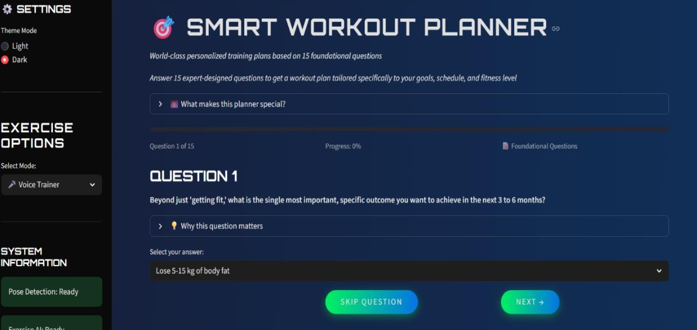 SETTINGS
Theme Mode
Light
Dark
EXERCISE
OPTIONS
Select Mode:
Voice Trainer
SYSTEM
INFORMATION
Pose Detection: Ready
SMART WORKOUT PLANNER
World-class personalized training plans based on 15 foundational questions
Answer 15 expert-designed questions to get a workout plan tailored specifically to your goals, schedule, and fitness level
What makes this planner special?
Question 1 of 15
Progress: 0%
Foundational Questions
QUESTION 1
Beyond just 'getting fit,' what is the single most important, specific outcome you want to achieve in the next 3 to 6 months?
Why this question matters
Select your answer:
Lose 5-15 kg of body fat
SKIP QUESTION
NEXT →